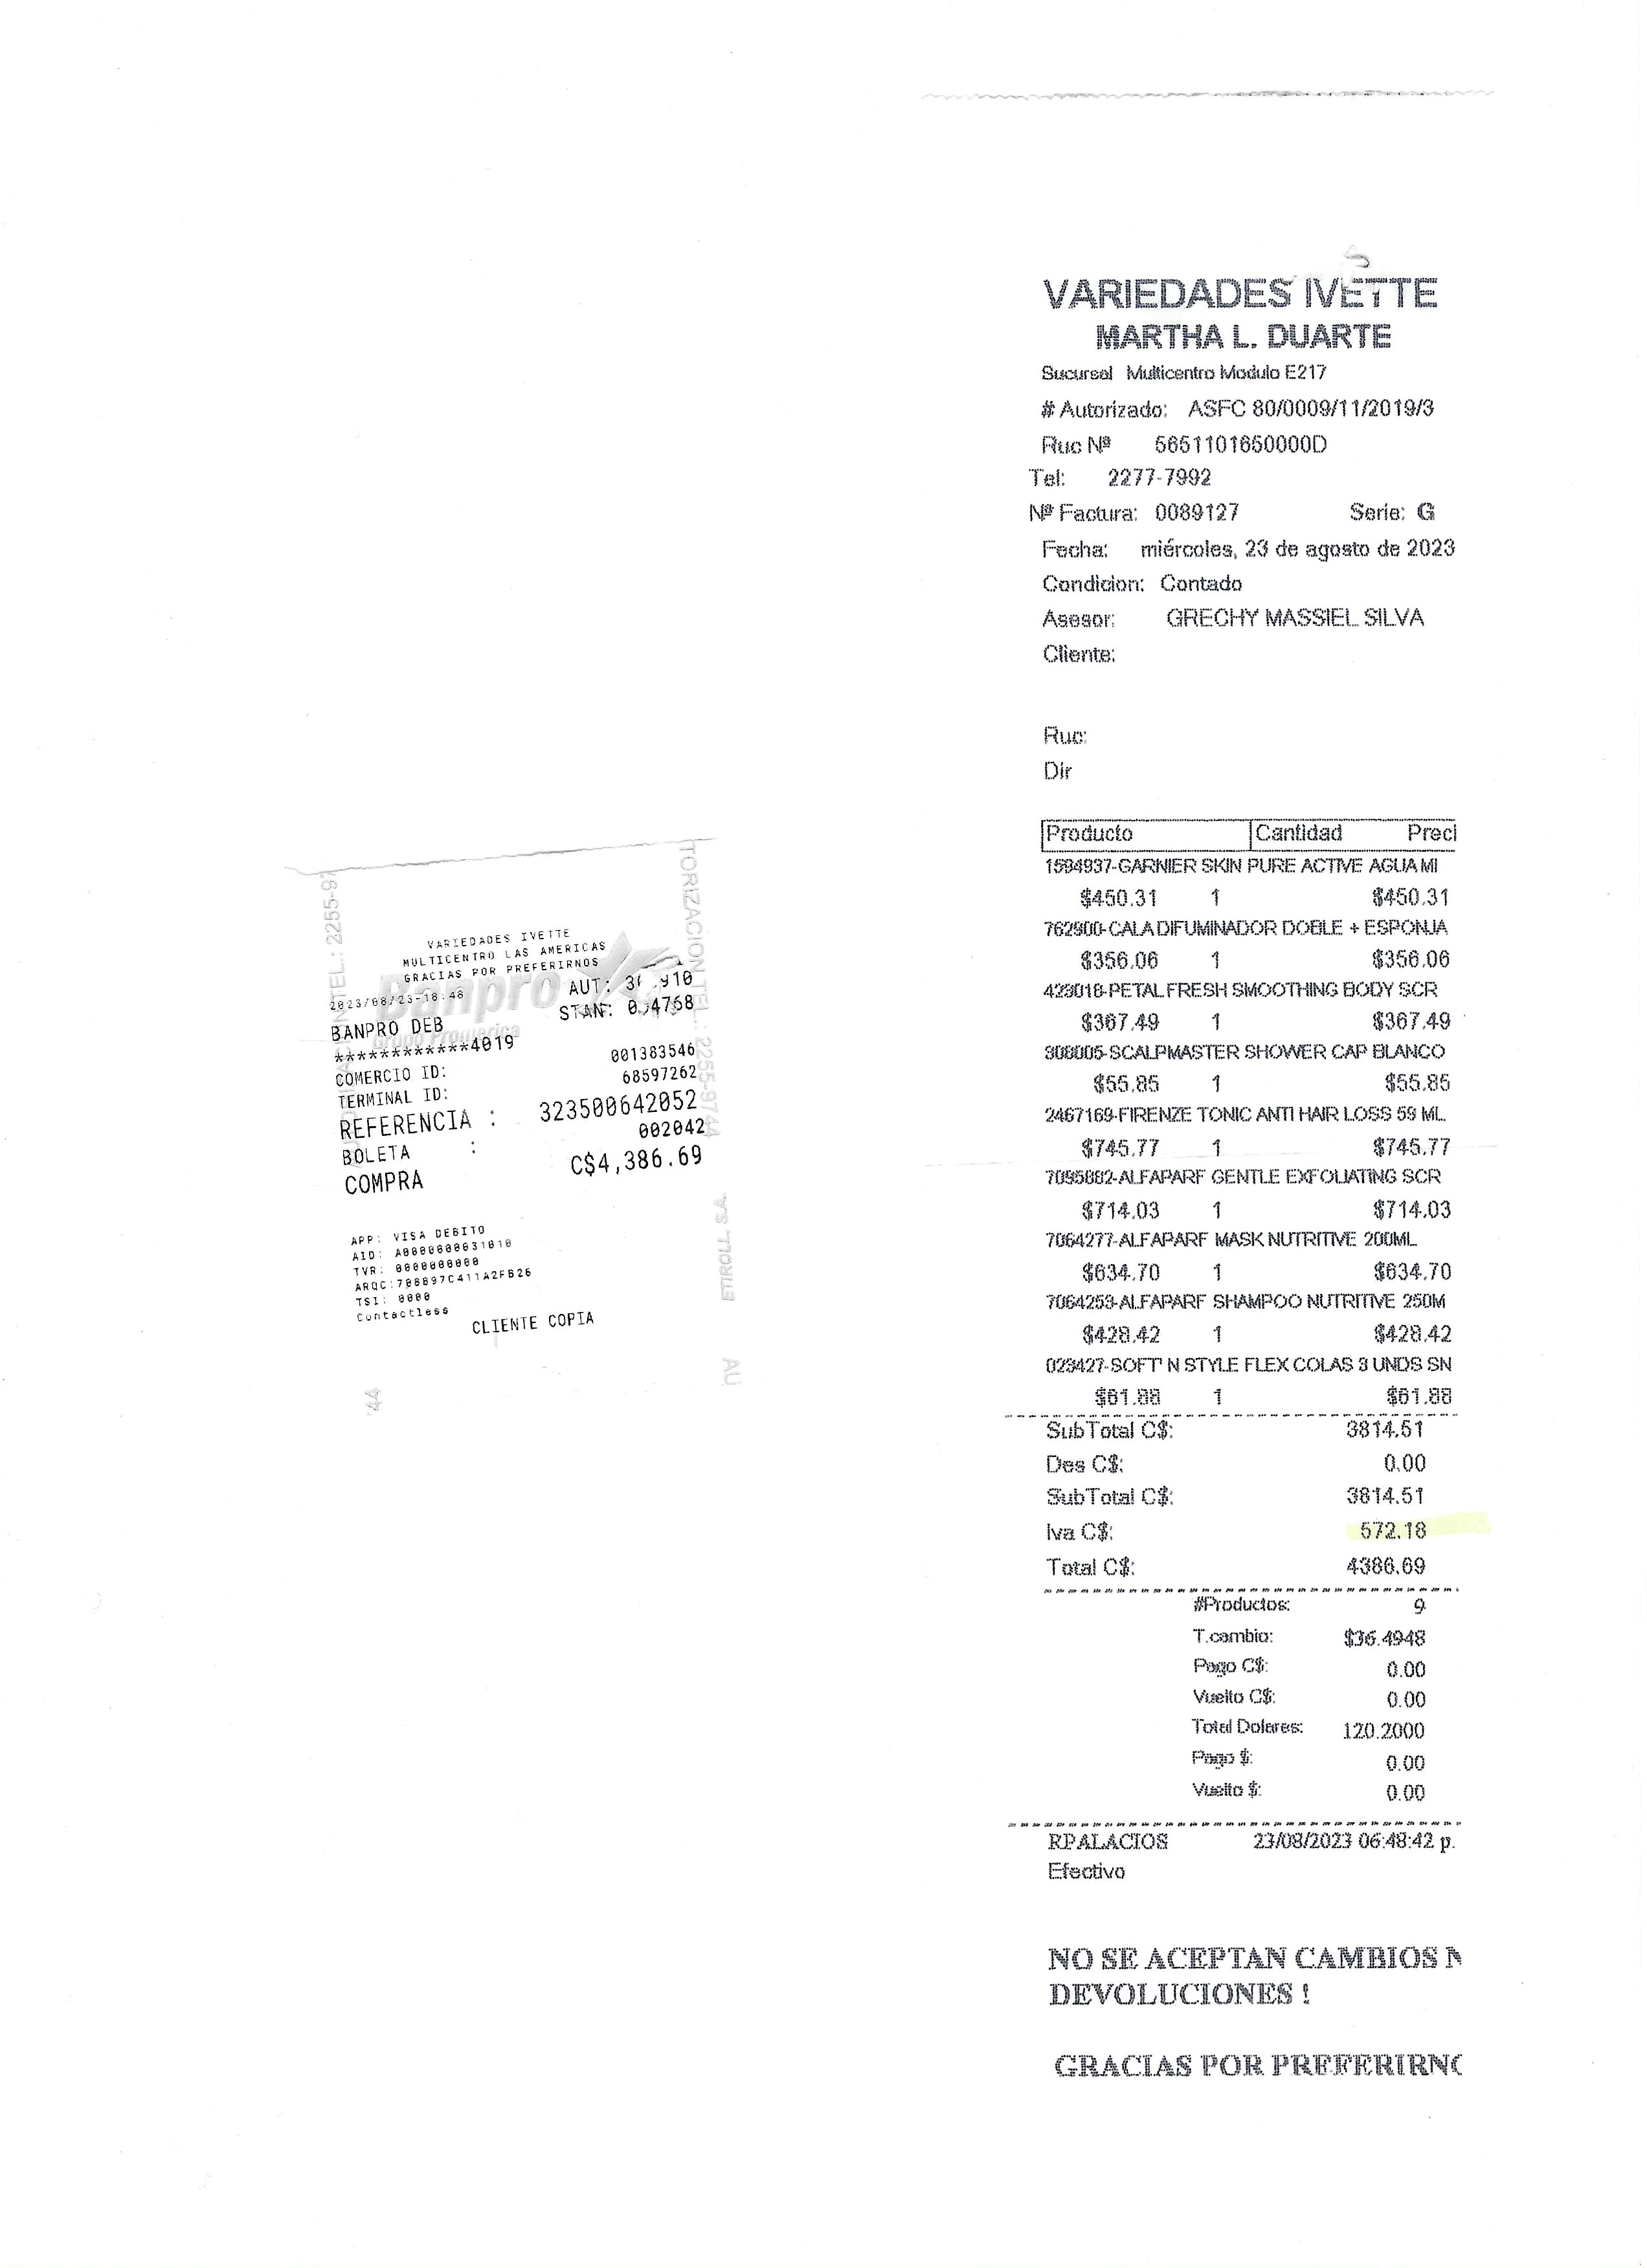 VARIEDADES IVETTE
MULTICENTRO LAS AMERICAS
GRACIAS POR PREFERIRNOS
2023/08/23-18:48
AUT:
BANPRO DEB
STAN:
************4019
COMERCIO ID: 001383546
TERMINAL ID: 68597262
REFERENCIA : 323500642052
BOLETA : 002042
COMPRA C$4,386.69
APP: VISA DEBITO
AID: A0000000031010
TVR: 0000000000
ARQC:
TSI: 0000
Contactless
CLIENTE COPIA
Banpro
Grupo Promerica
TEL.: 2255-97
TORIZACION TEL.: 2255-9744
ETIROLL S.A.
AU
44
VARIEDADES IVETTE
MARTHA L. DUARTE
Sucursal Multicentro Modulo E217
# Autorizado: ASFC 80/0009/11/2019/3
Ruc Nº 5651101650000D
Tel: 2277-7992
Nº Factura: 0089127 Serie: G
Fecha: miércoles, 23 de agosto de 2023
Condicion: Contado
Asesor: GRECHY MASSIEL SILVA
Cliente:
Ruc:
Dir
Producto Cantidad Preci
1594937-GARNIER SKIN PURE ACTIVE AGUA MI
$450.31 1 $450.31
762900-CALA DIFUMINADOR DOBLE + ESPONJA
$356.06 1 $356.06
423018-PETAL FRESH SMOOTHING BODY SCR
$367.49 1 $367.49
308005-SCALPMASTER SHOWER CAP BLANCO
$55.85 1 $55.85
2467169-FIRENZE TONIC ANTI HAIR LOSS 59 ML
$745.77 1 $745.77
7095882-ALFAPARF GENTLE EXFOLIATING SCR
$714.03 1 $714.03
7064277-ALFAPARF MASK NUTRITIVE 200ML
$634.70 1 $634.70
7064253-ALFAPARF SHAMPOO NUTRITIVE 250M
$428.42 1 $428.42
023427-SOFT' N STYLE FLEX COLAS 3 UNDS SN
$61.88 1 $61.88
SubTotal C$: 3814.51
Des C$: 0.00
SubTotal C$: 3814.51
Iva C$: 572.18
Total C$: 4386.69
#Productos: 9
T.cambio: $36.4948
Pago C$: 0.00
Vuelto C$: 0.00
Total Dolares: 120.2000
Pago $: 0.00
Vuelto $: 0.00
RPALACIOS 23/08/2023 06:48:42 p.
Efectivo
NO SE ACEPTAN CAMBIOS N
DEVOLUCIONES !
GRACIAS POR PREFERIRNO